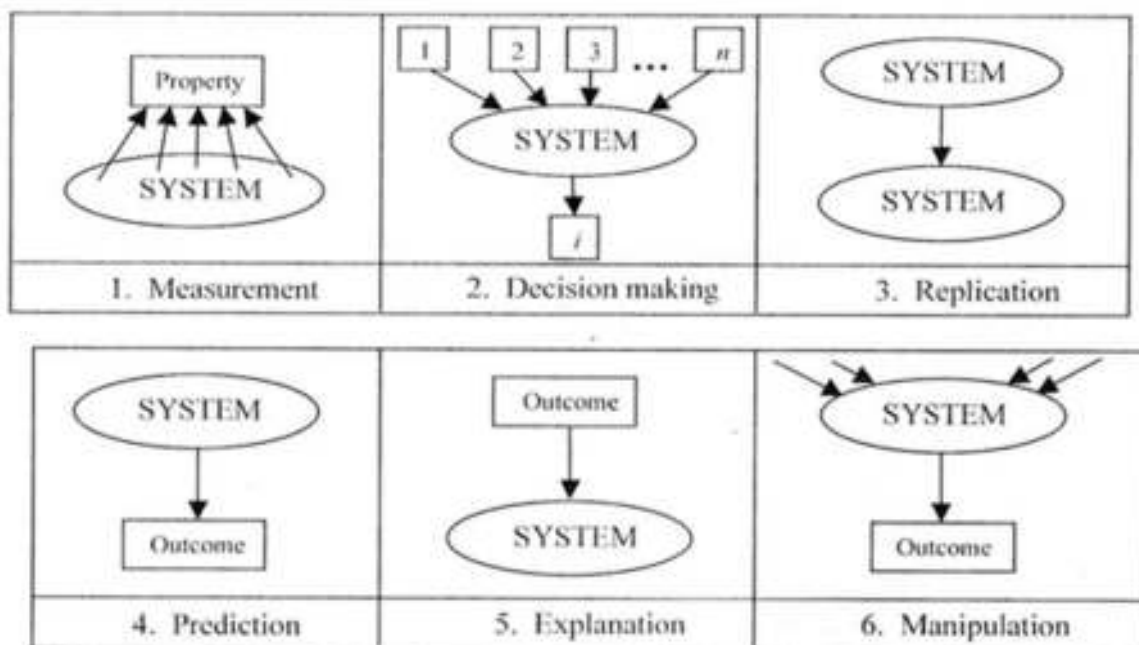 Property
SYSTEM
1. Measurement
1 2 3 ... n
SYSTEM
i
2. Decision making
SYSTEM
SYSTEM
3. Replication
SYSTEM
Outcome
4. Prediction
Outcome
SYSTEM
5. Explanation
SYSTEM
Outcome
6. Manipulation